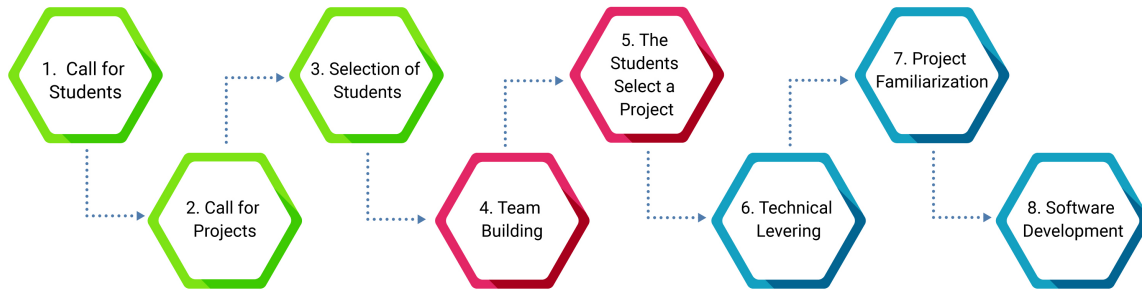 1. Call for
Students
2. Call for
Projects
3. Selection of
Students
4. Team
Building
5. The
Students
Select a
Project
6. Technical
Levering
7. Project
Familiarization
8. Software
Development